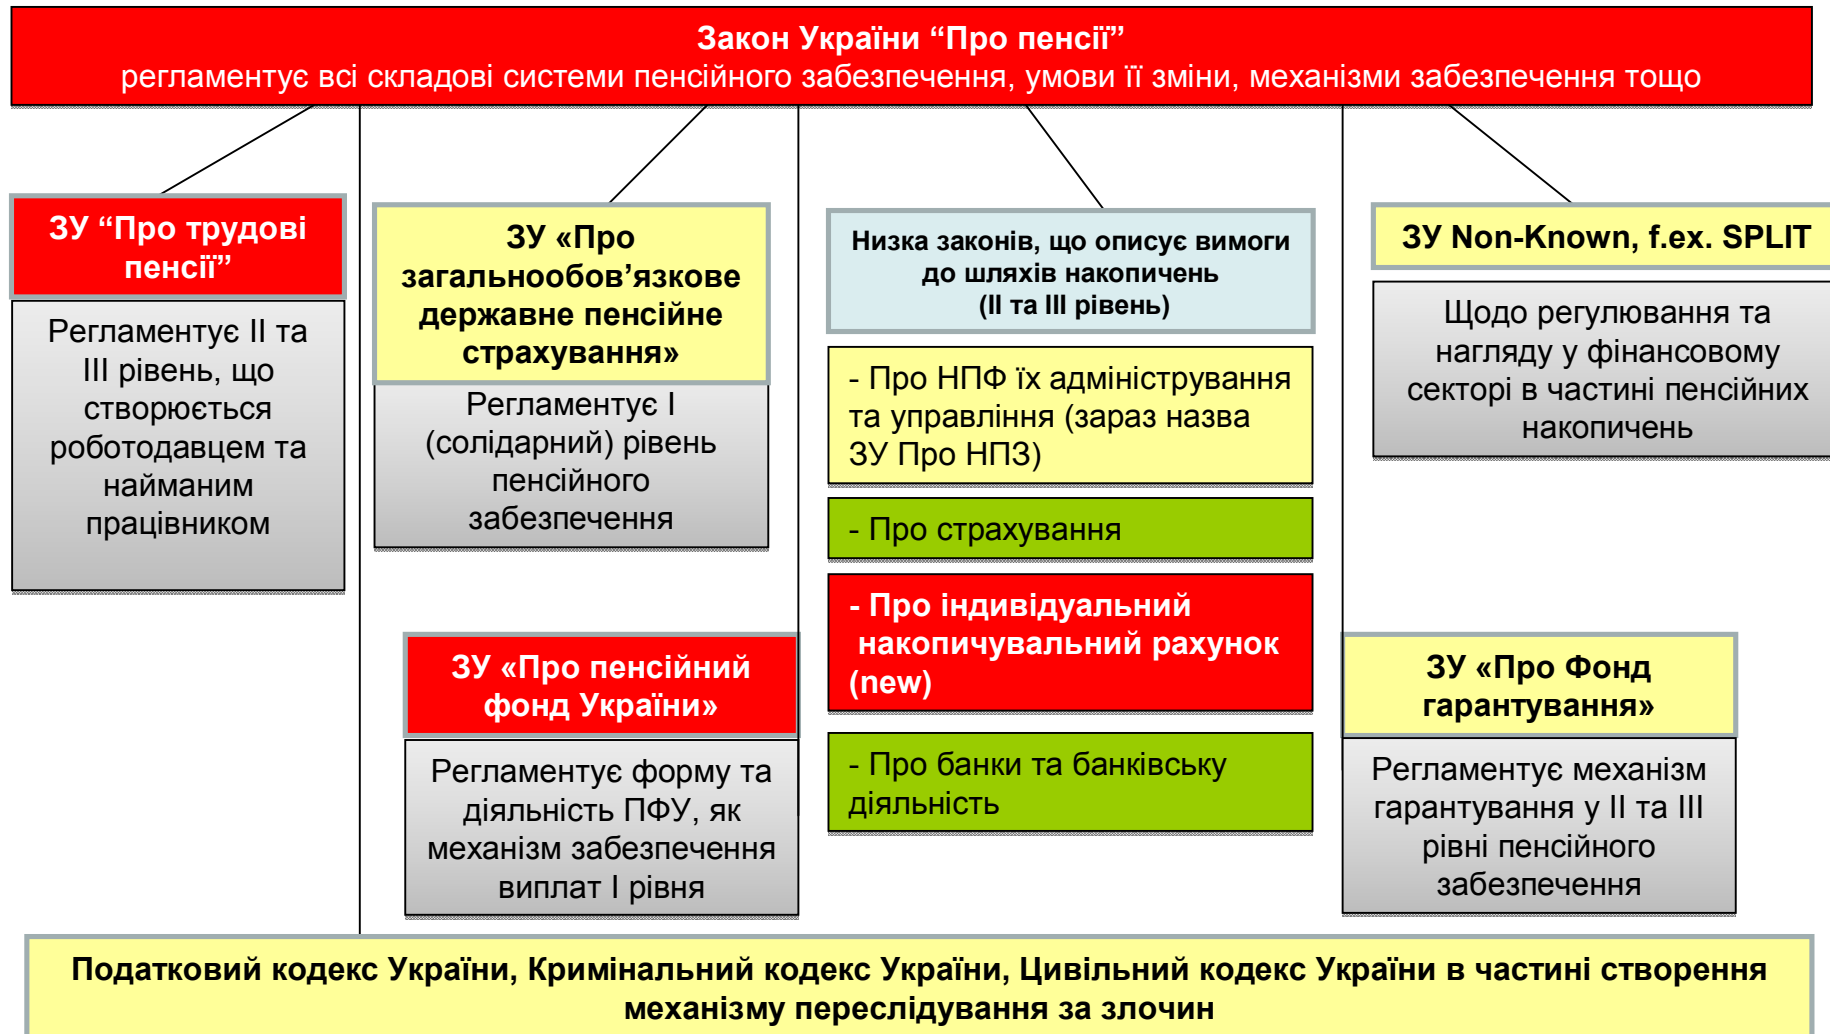 Закон України “Про пенсії”
регламентує всі складові системи пенсійного забезпечення, умови її зміни, механізми забезпечення тощо
ЗУ “Про трудові
пенсії”
Регламентує II та
III рівень, що
створюється
роботодавцем та
найманим
працівником
ЗУ «Про
загальнообов’язкове
державне пенсійне
страхування»
Регламентує I
(солідарний) рівень
пенсійного
забезпечення
ЗУ «Про пенсійний
фонд України»
Регламентує форму та
діяльність ПФУ, як
механізм забезпечення
виплат I рівня
Низка законів, що описує вимоги
до шляхів накопичень
(II та III рівень)
- Про НПФ їх адміністрування
та управління (зараз назва
ЗУ Про НПЗ)
- Про страхування
- Про індивідуальний
накопичувальний рахунок
(new)
- Про банки та банківську
діяльність
ЗУ Non-Known, f.ex. SPLIT
Щодо регулювання та
нагляду у фінансовому
секторі в частині пенсійних
накопичень
ЗУ «Про Фонд
гарантування»
Регламентує механізм
гарантування у II та III
рівні пенсійного
забезпечення
Податковий кодекс України, Кримінальний кодекс України, Цивільний кодекс України в частині створення
механізму переслідування за злочин